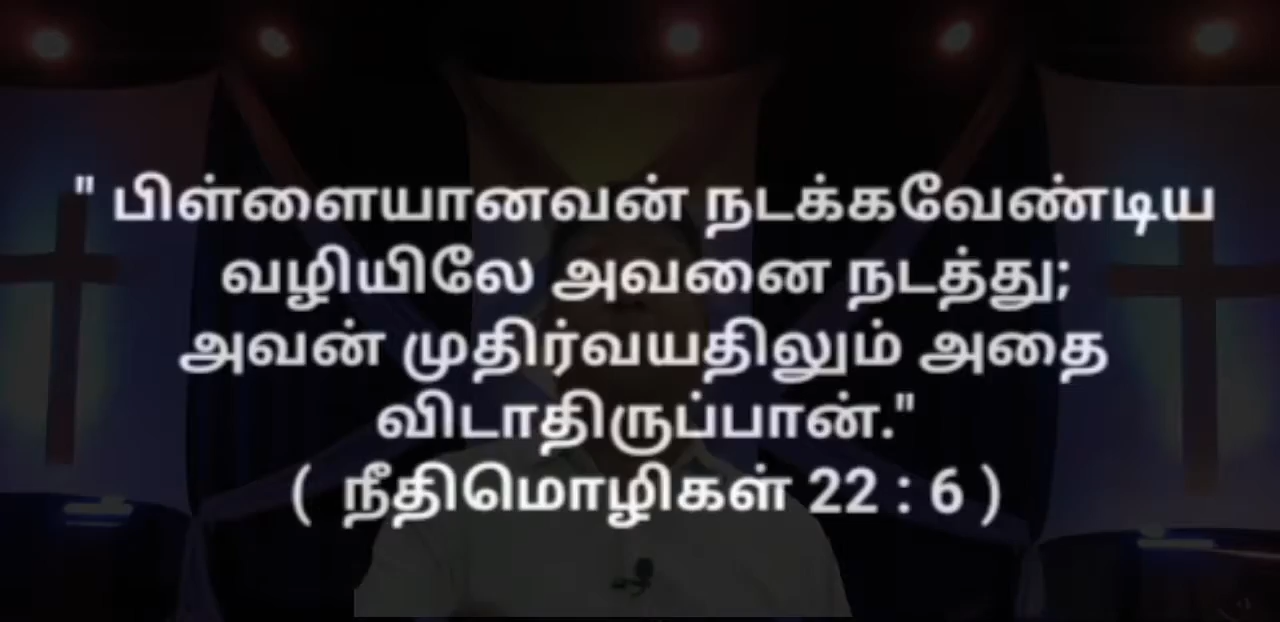 " பிள்ளையானவன் நடக்கவேண்டிய
வழியிலே அவனை நடத்து;
அவன் முதிர்வயதிலும் அதை
விடாதிருப்பான்."
( நீதிமொழிகள் 22 : 6 )